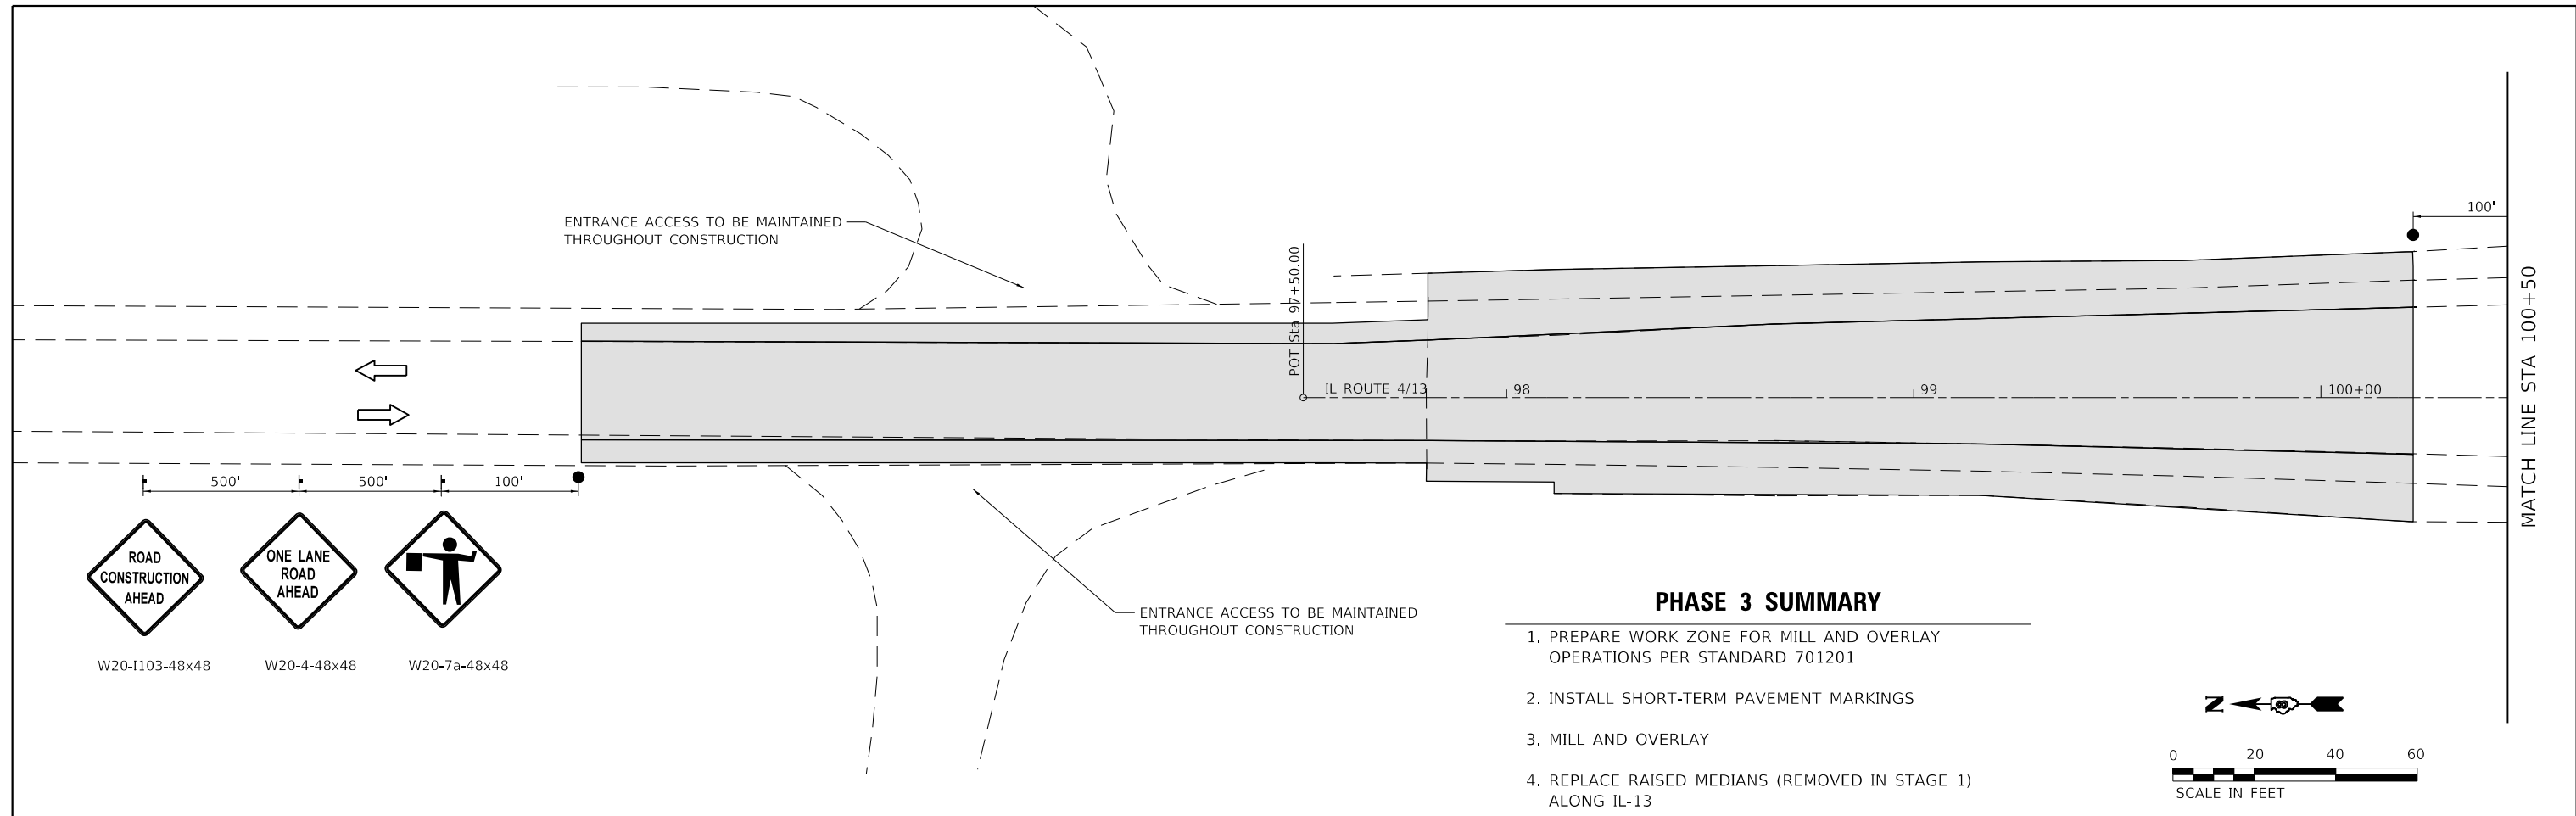 ENTRANCE ACCESS TO BE MAINTAINED
THROUGHOUT CONSTRUCTION
POT Sta 97+50.00
IL ROUTE 4/13
98
99
100+00
100'
MATCH LINE STA 100+50
500'
500'
100'
ROAD
CONSTRUCTION
AHEAD
ONE LANE
ROAD
AHEAD
W20-I103-48x48
W20-4-48x48
W20-7a-48x48
ENTRANCE ACCESS TO BE MAINTAINED
THROUGHOUT CONSTRUCTION
PHASE 3 SUMMARY
1. PREPARE WORK ZONE FOR MILL AND OVERLAY
OPERATIONS PER STANDARD 701201
2. INSTALL SHORT-TERM PAVEMENT MARKINGS
3. MILL AND OVERLAY
4. REPLACE RAISED MEDIANS (REMOVED IN STAGE 1)
ALONG IL-13
N
0 20 40 60
SCALE IN FEET